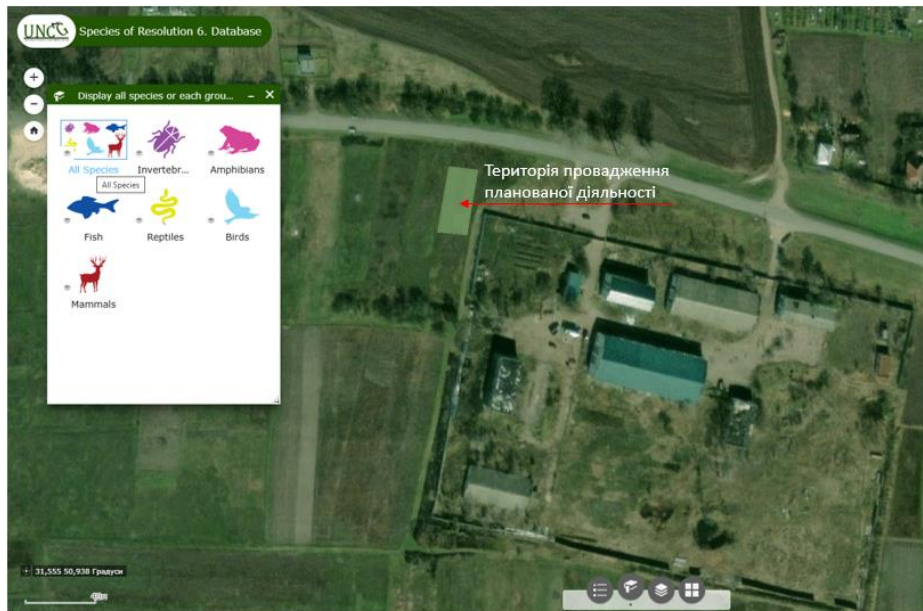 UNCG
Species of Resolution 6. Database
+
−
Display all species or each grou...
All Species
Invertebr...
Amphibians
All Species
Fish
Reptiles
Birds
Mammals
Територія провадження
планованої діяльності
31,555 50,938 Градуси